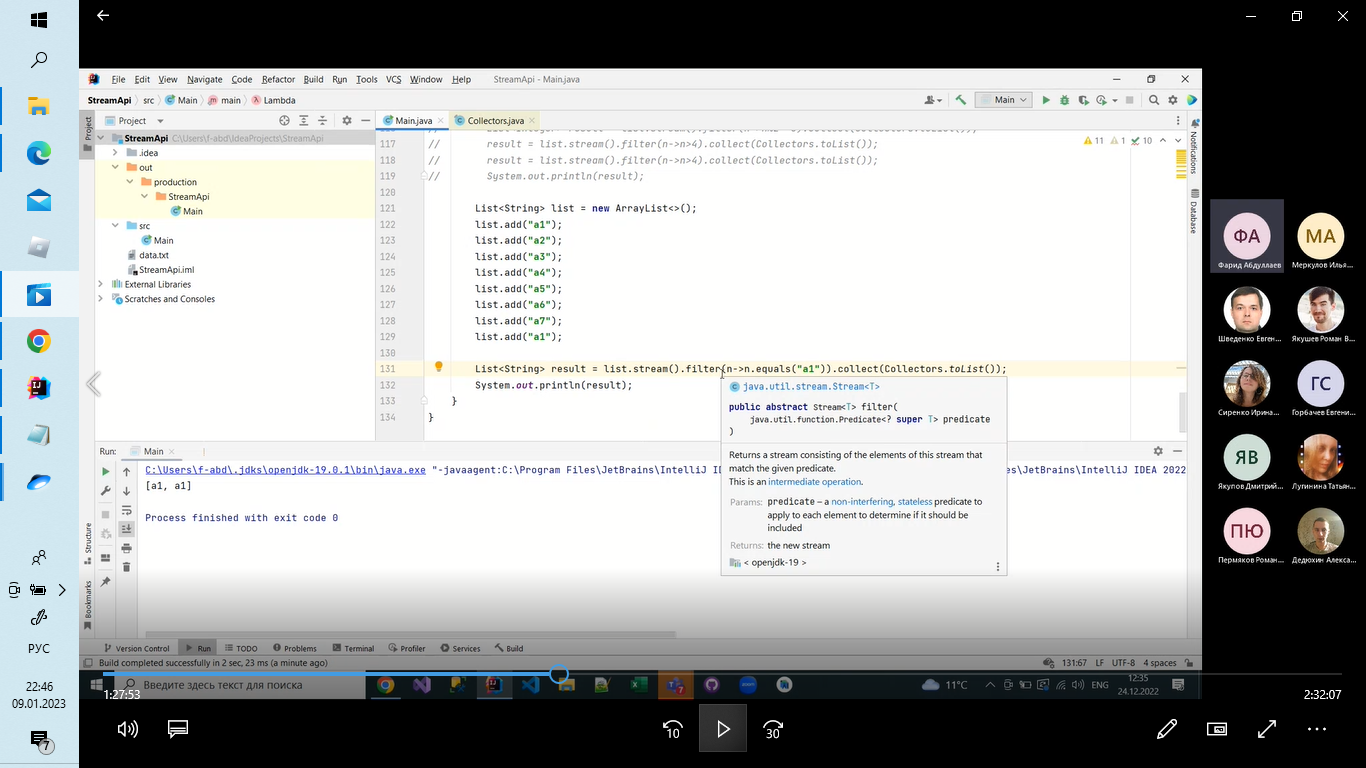 File Edit View Navigate Code Refactor Build Run Tools VCS Window Help StreamApi - Main.java
StreamApi src Main main Lambda
Main
Project
Main.java
Collectors.java
StreamApi C:\Users\f-abd\IdeaProjects\StreamApi
.idea
out
production
StreamApi
Main
src
Main
data.txt
StreamApi.iml
External Libraries
Scratches and Consoles
Project
Structure
Bookmarks
Notifications
Database
11 1 10
117 // result = list.stream().filter(n->n>4).collect(Collectors.toList());
118 // result = list.stream().filter(n->n>4).collect(Collectors.toList());
119 // System.out.println(result);
120
121 List<String> list = new ArrayList<>();
122 list.add("a1");
123 list.add("a2");
124 list.add("a3");
125 list.add("a4");
126 list.add("a5");
127 list.add("a6");
128 list.add("a7");
129 list.add("a1");
130
131 List<String> result = list.stream().filter(n->n.equals("a1")).collect(Collectors.toList());
132 System.out.println(result);
133 }
134 }
java.util.stream.Stream<T>
public abstract Stream<T> filter(
java.util.function.Predicate<? super T> predicate
)
Returns a stream consisting of the elements of this stream that
match the given predicate.
This is an intermediate operation.
Params: predicate – a non-interfering, stateless predicate to
apply to each element to determine if it should be
included
Returns: the new stream
< openjdk-19 >
Run: Main
C:\Users\f-abd\.jdks\openjdk-19.0.1\bin\java.exe "-javaagent:C:\Program Files\JetBrains\IntelliJ ID
es\JetBrains\IntelliJ IDEA 2022
[a1, a1]
Process finished with exit code 0
Version Control Run TODO Problems Terminal Profiler Services Build
Build completed successfully in 2 sec, 23 ms (a minute ago)
131:67 LF UTF-8 4 spaces
Введите здесь текст для поиска
11°C
ENG
12:35
24.12.2022
1:27:53
2:32:07
10
30
ФА
Фарид Абдуллаев
МА
Меркулов Илья...
Шведенко Евген...
Якушев Роман В...
Сиренко Ирина...
ГС
Горбачев Евгени...
ЯВ
Якупов Дмитрий...
Лугинина Татьян...
ПЮ
Пермяков Роман...
Дедюхин Алекса...
РУС
22:46
09.01.2023
7